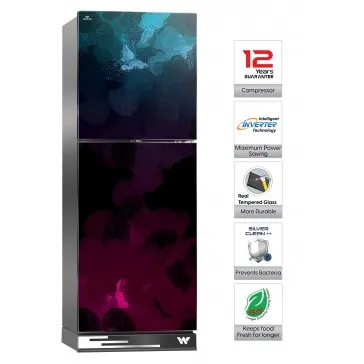 12
Years
GUARANTEE
Compressor
Intelligent
INVERTER
Technology
Maximum Power
Saving
Real
Tempered Glass
More Durable
SILVER
CLEAN ++
Prevents Bacteria
Keeps food
Fresh for longer
W